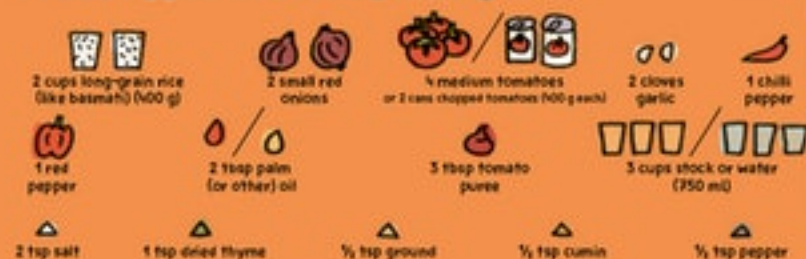 2 cups long-grain rice
(like basmati) (400 g)
2 small red
onions
4 medium tomatoes
or 2 cans chopped tomatoes (400 g each)
2 cloves
garlic
1 chilli
pepper
1 red
pepper
2 tbsp palm
(or other) oil
3 tbsp tomato
puree
3 cups stock or water
(750 ml)
2 tsp salt
1 tsp dried thyme
½ tsp ground
½ tsp cumin
½ tsp pepper